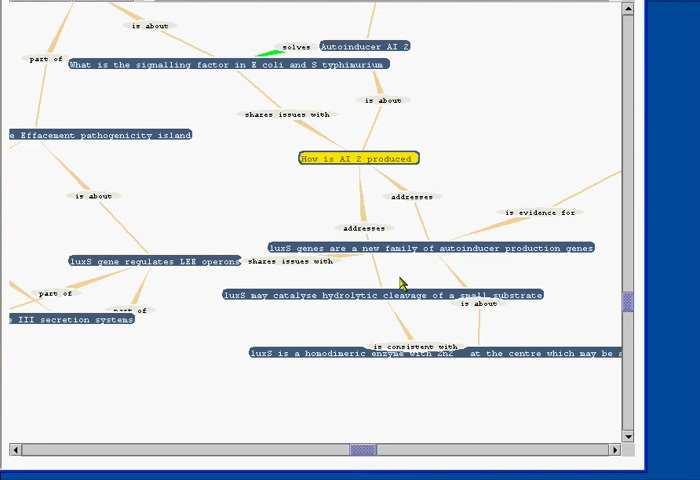 is about
solves
Autoinducer AI 2
part of
What is the signalling factor in E coli and S typhimurium
is about
shares issues with
e Effacement pathogenicity island
How is AI 2 produced
is about
addresses
is evidence for
addresses
luxS genes are a new family of autoinducer production genes
luxS gene regulates LEE operons
shares issues with
part of
luxS may catalyse hydrolytic cleavage of a small substrate
is about
part of
e III secretion systems
is consistent with
luxS is a homodimeric enzyme with Zn2 at the centre which may be a